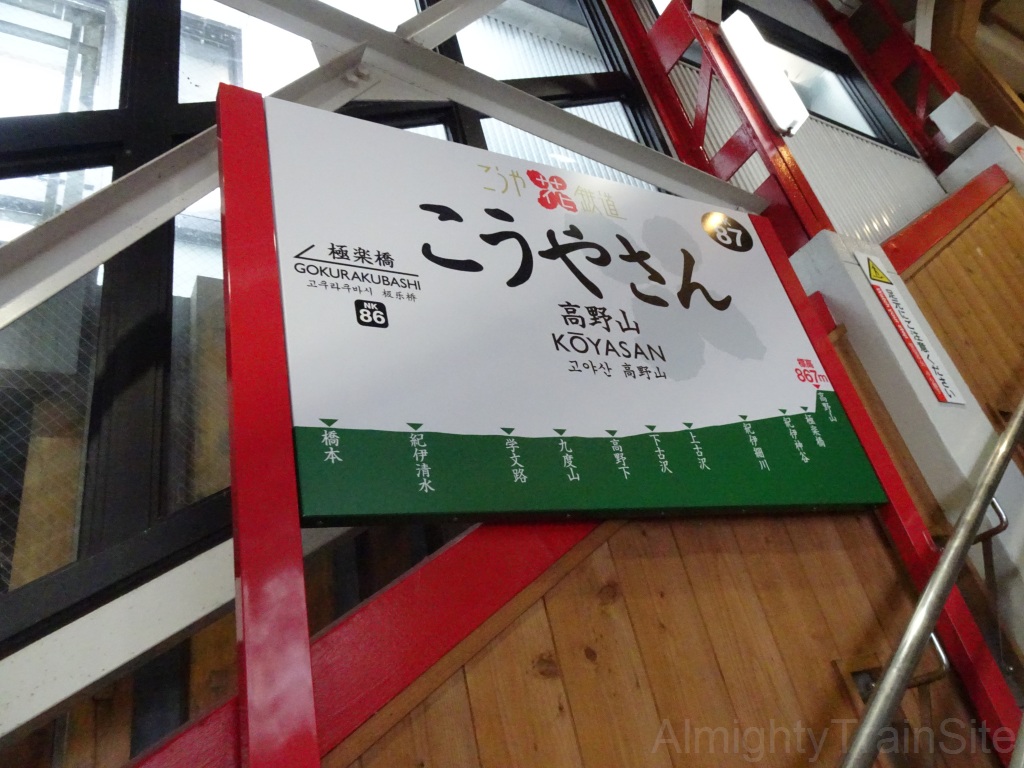 こうや 鉄道
87
こうやさん
極楽橋
GOKURAKUBASHI
고쿠라쿠바시 极乐桥
NK
86
高野山
KŌYASAN
고야산 高野山
標高
867m
橋本
紀伊清水
学文路
九度山
高野下
下古沢
上古沢
紀伊細川
紀伊神谷
極楽橋
高野山
AlmightyTrainSite